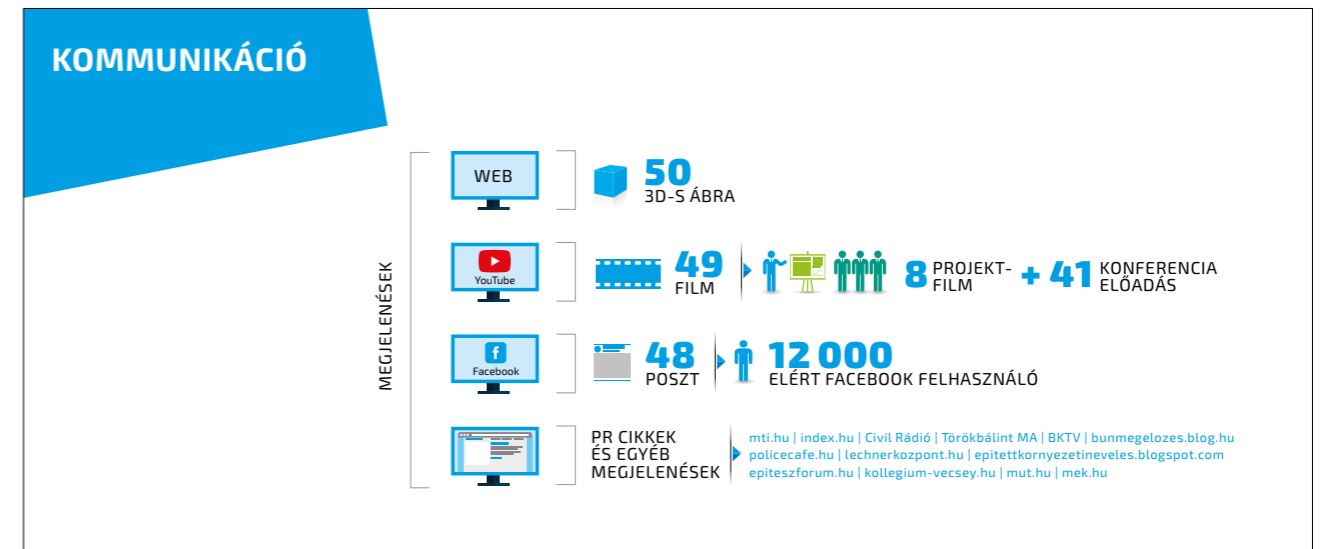 KOMMUNIKÁCIÓ
MEGJELENÉSEK
WEB
50
3D-S ÁBRA
YouTube
49
FILM
8 PROJEKT-
FILM
+ 41 KONFERENCIA
ELŐADÁS
Facebook
48
POSZT
12 000
ELÉRT FACEBOOK FELHASZNÁLÓ
PR CIKKEK
ÉS EGYÉB
MEGJELENÉSEK
mti.hu | index.hu | Civil Rádió | Törökbálint MA | BKTV | bunmegelozes.blog.hu
policecafe.hu | lechnerkozpont.hu | epitettkornyezetineveles.blogspot.com
epiteszforum.hu | kollegium-vecsey.hu | mut.hu | mek.hu